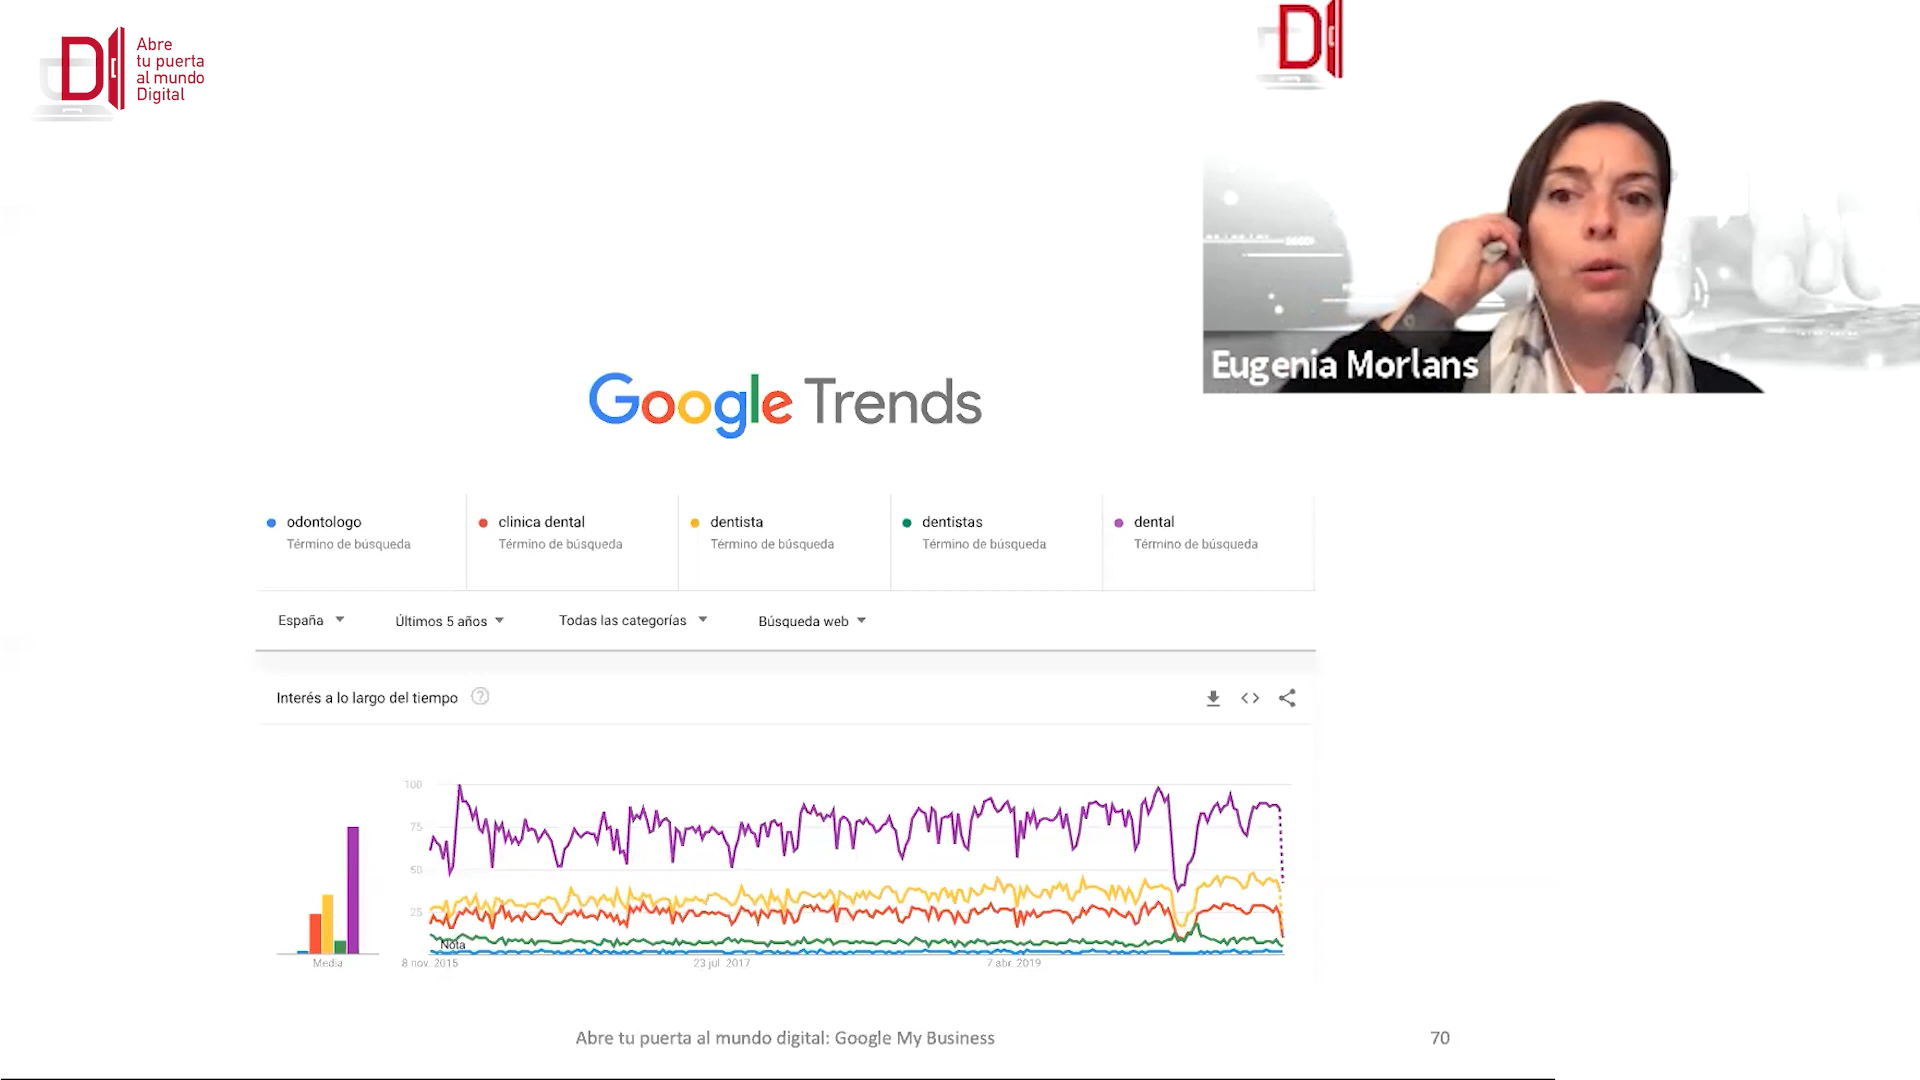 Abre
tu puerta
al mundo
Digital
Eugenia Morlans
Google Trends
odontologo
Término de búsqueda
clinica dental
Término de búsqueda
dentista
Término de búsqueda
dentistas
Término de búsqueda
dental
Término de búsqueda
España
Últimos 5 años
Todas las categorías
Búsqueda web
Interés a lo largo del tiempo
100
75
50
25
Nota
Media
8 nov. 2015
23 jul. 2017
7 abr. 2019
Abre tu puerta al mundo digital: Google My Business
70